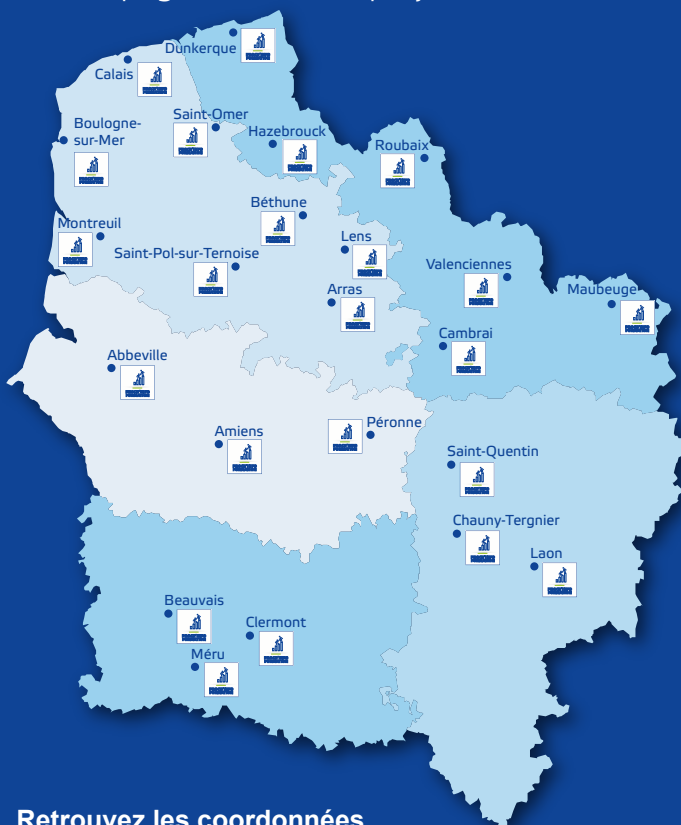 Dunkerque
Calais
Saint-Omer
Boulogne-
sur-Mer
Hazebrouck
Roubaix
Béthune
Montreuil
Lens
Saint-Pol-sur-Ternoise
Valenciennes
Arras
Maubeuge
Cambrai
Abbeville
Péronne
Amiens
Saint-Quentin
Chauny-Tergnier
Laon
Beauvais
Clermont
Méru
Retrouvez les coordonnées